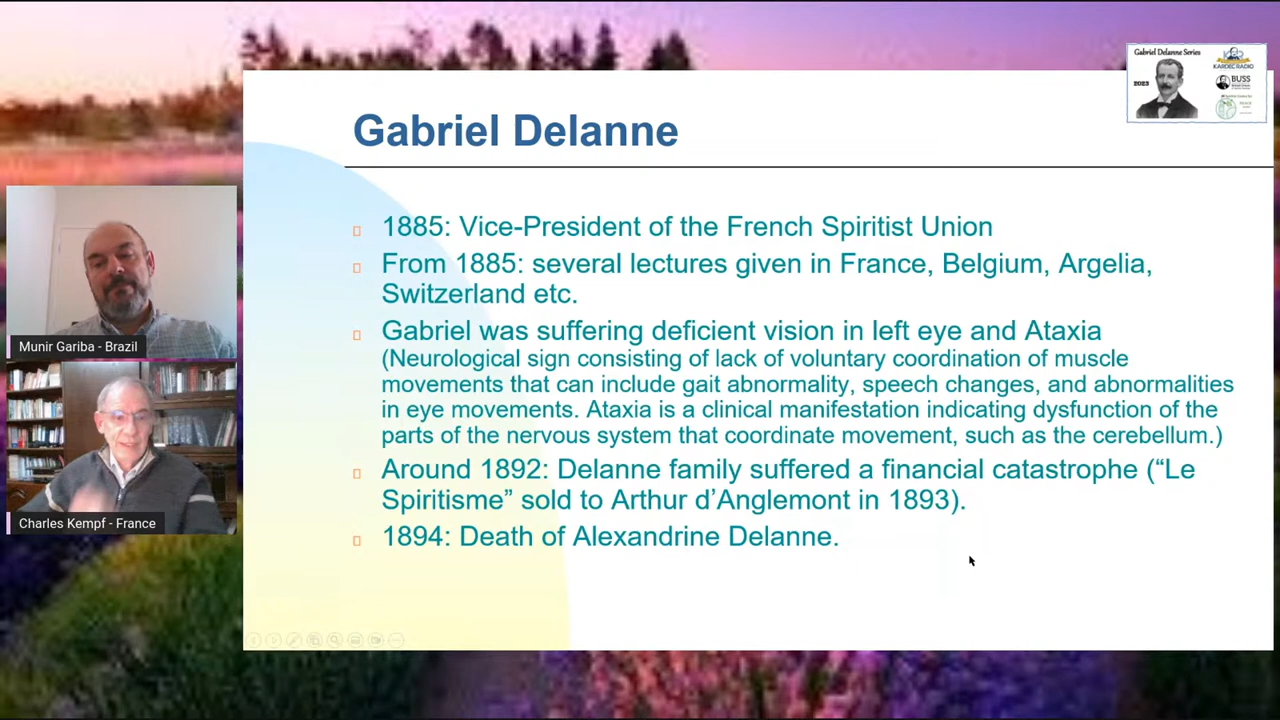 Gabriel Delanne Series
2023
KARDEC RADIO
BUSS
Gabriel Delanne
1885: Vice-President of the French Spiritist Union
From 1885: several lectures given in France, Belgium, Argelia,
Switzerland etc.
Gabriel was suffering deficient vision in left eye and Ataxia
(Neurological sign consisting of lack of voluntary coordination of muscle
movements that can include gait abnormality, speech changes, and abnormalities
in eye movements. Ataxia is a clinical manifestation indicating dysfunction of the
parts of the nervous system that coordinate movement, such as the cerebellum.)
Around 1892: Delanne family suffered a financial catastrophe (“Le
Spiritisme” sold to Arthur d’Anglemont in 1893).
1894: Death of Alexandrine Delanne.
Munir Gariba - Brazil
Charles Kempf - France